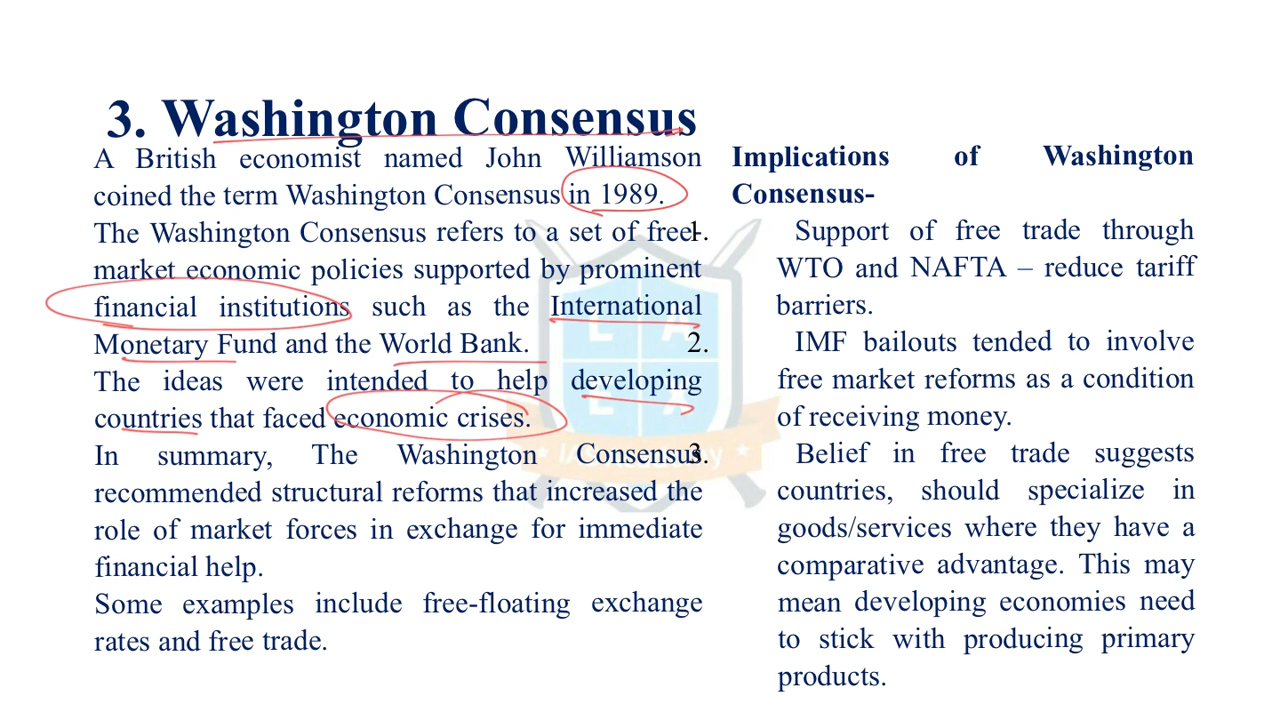 3. Washington Consensus
A British economist named John Williamson
coined the term Washington Consensus in 1989.
The Washington Consensus refers to a set of free-
market economic policies supported by prominent
financial institutions such as the International
Monetary Fund and the World Bank.
The ideas were intended to help developing
countries that faced economic crises.
In summary, The Washington Consensus
recommended structural reforms that increased the
role of market forces in exchange for immediate
financial help.
Some examples include free-floating exchange
rates and free trade.
Implications of Washington
Consensus-
1. Support of free trade through
WTO and NAFTA – reduce tariff
barriers.
2. IMF bailouts tended to involve
free market reforms as a condition
of receiving money.
3. Belief in free trade suggests
countries, should specialize in
goods/services where they have a
comparative advantage. This may
mean developing economies need
to stick with producing primary
products.
L A
L X